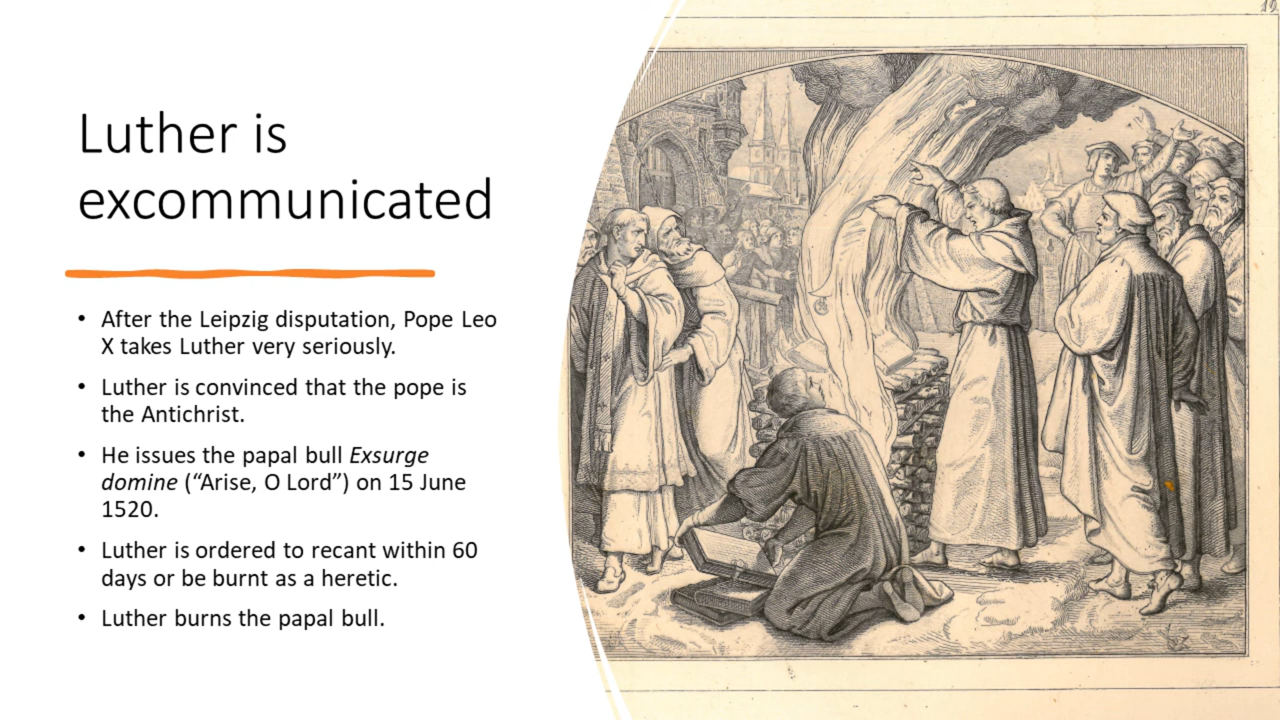 Luther is
excommunicated
• After the Leipzig disputation, Pope Leo
X takes Luther very seriously.
• Luther is convinced that the pope is
the Antichrist.
• He issues the papal bull Exsurge
domine (“Arise, O Lord”) on 15 June
1520.
• Luther is ordered to recant within 60
days or be burnt as a heretic.
• Luther burns the papal bull.